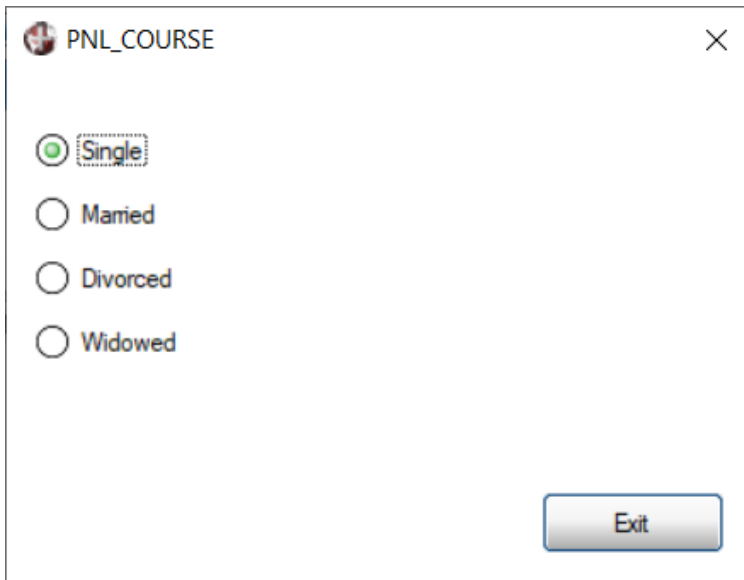 PNL_COURSE
Single
Married
Divorced
Widowed
Exit